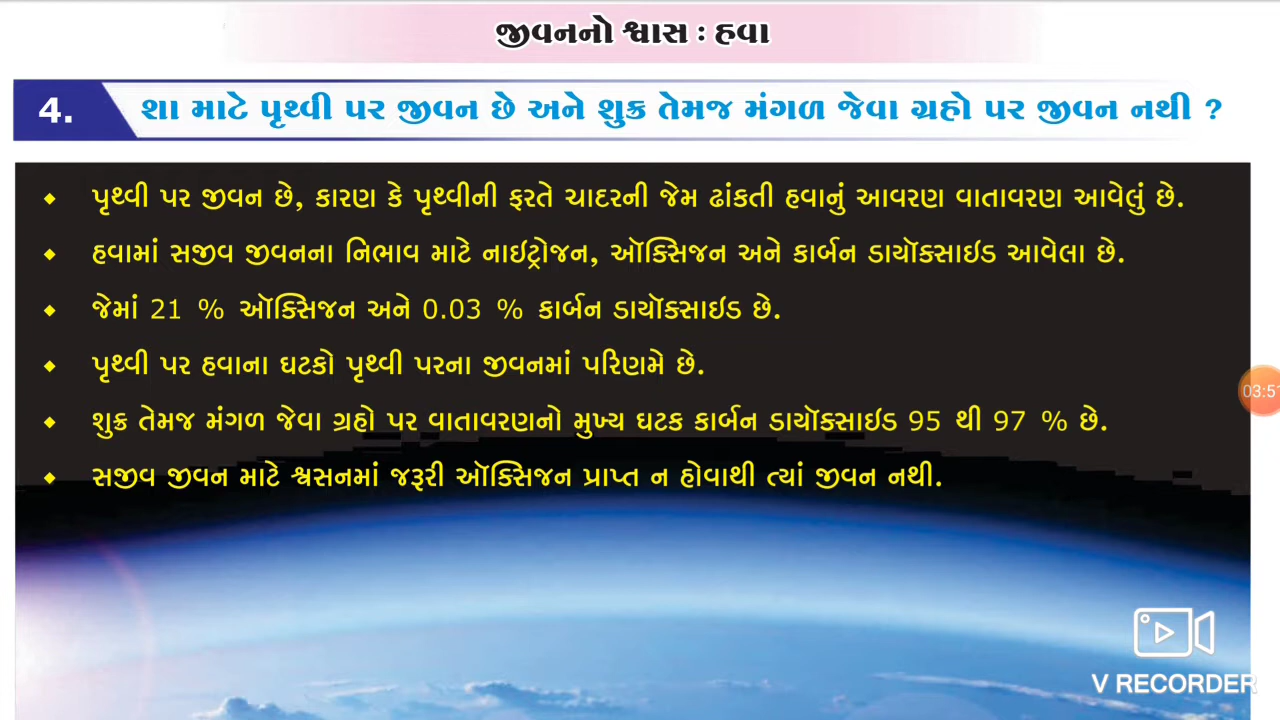 જીવનનો શ્વાસ : હવા
4. શા માટે પૃથ્વી પર જીવન છે અને શુક્ર તેમજ મંગળ જેવા ગ્રહો પર જીવન નથી ?
◆ પૃથ્વી પર જીવન છે, કારણ કે પૃથ્વીની ફરતે ચાદરની જેમ ઢાંકતી હવાનું આવરણ વાતાવરણ આવેલું છે.
◆ હવામાં સજીવ જીવનના નિભાવ માટે નાઇટ્રોજન, ઑક્સિજન અને કાર્બન ડાયૉક્સાઇડ આવેલા છે.
◆ જેમાં 21 % ઑક્સિજન અને 0.03 % કાર્બન ડાયૉક્સાઇડ છે.
◆ પૃથ્વી પર હવાના ઘટકો પૃથ્વી પરના જીવનમાં પરિણમે છે.
◆ શુક્ર તેમજ મંગળ જેવા ગ્રહો પર વાતાવરણનો મુખ્ય ઘટક કાર્બન ડાયૉક્સાઇડ 95 થી 97 % છે.
◆ સજીવ જીવન માટે શ્વસનમાં જરૂરી ઑક્સિજન પ્રાપ્ત ન હોવાથી ત્યાં જીવન નથી.
03:51
V RECORDER